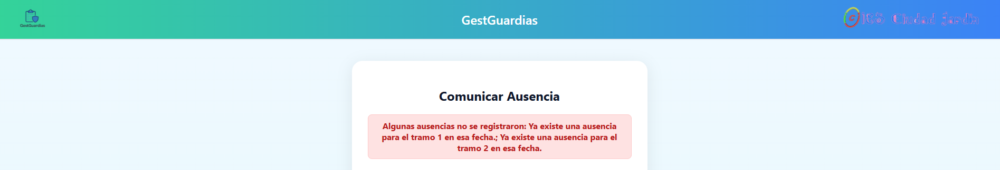 GestGuardias
GestGuardias
IES Ciudad Jardín
Comunicar Ausencia
Algunas ausencias no se registraron: Ya existe una ausencia
para el tramo 1 en esa fecha.; Ya existe una ausencia para el
tramo 2 en esa fecha.